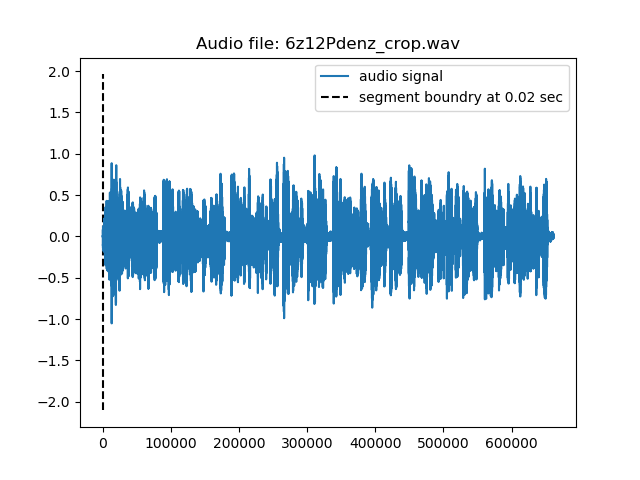 Audio file: 6z12Pdenz_crop.wav
audio signal
segment boundry at 0.02 sec
2.0
1.5
1.0
0.5
0.0
−0.5
−1.0
−1.5
−2.0
0 100000 200000 300000 400000 500000 600000